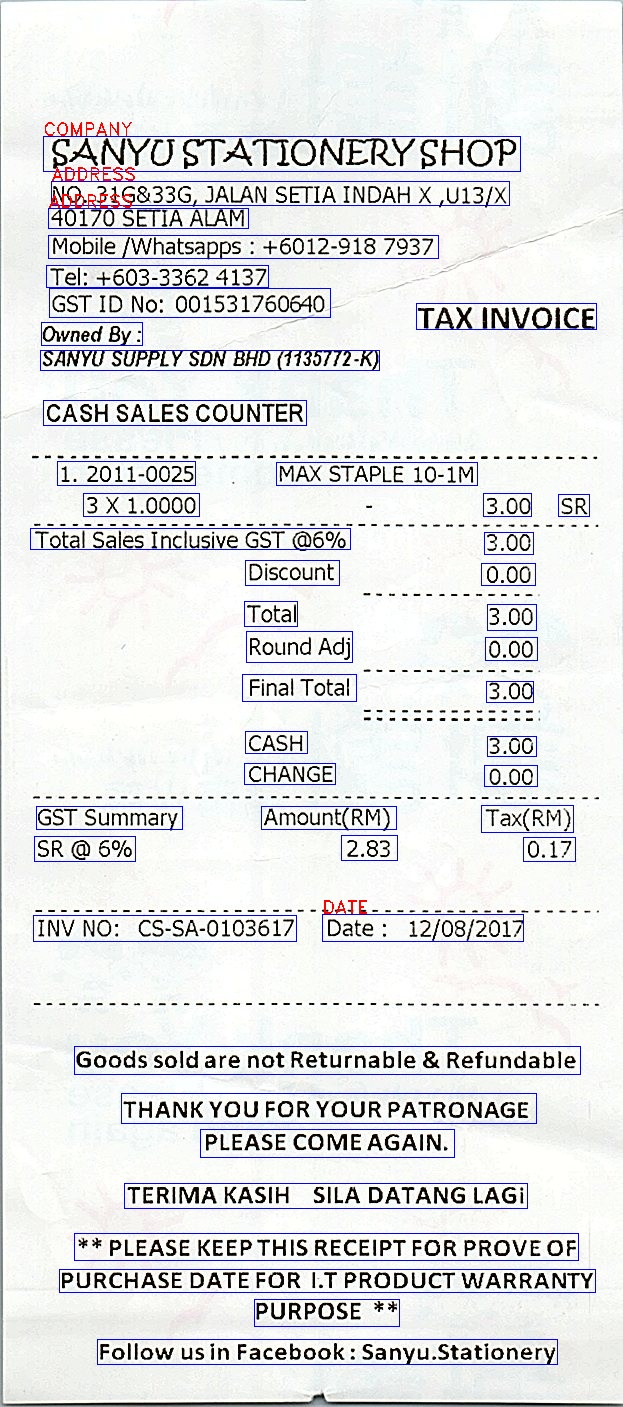 COMPANY
SANYU STATIONERY SHOP
ADDRESS
NO. 31G&33G, JALAN SETIA INDAH X ,U13/X
ADDRESS
40170 SETIA ALAM
Mobile /Whatsapps : +6012-918 7937
Tel: +603-3362 4137
GST ID No: 001531760640
TAX INVOICE
Owned By :
SANYU SUPPLY SDN BHD (1135772-K)
CASH SALES COUNTER
1. 2011-0025 MAX STAPLE 10-1M
3 X 1.0000 - 3.00 SR
Total Sales Inclusive GST @6% 3.00
Discount 0.00
Total 3.00
Round Adj 0.00
Final Total 3.00
CASH 3.00
CHANGE 0.00
GST Summary Amount(RM) Tax(RM)
SR @ 6% 2.83 0.17
DATE
INV NO: CS-SA-0103617 Date : 12/08/2017
Goods sold are not Returnable & Refundable
THANK YOU FOR YOUR PATRONAGE
PLEASE COME AGAIN.
TERIMA KASIH SILA DATANG LAGi
** PLEASE KEEP THIS RECEIPT FOR PROVE OF
PURCHASE DATE FOR I.T PRODUCT WARRANTY
PURPOSE **
Follow us in Facebook : Sanyu.Stationery